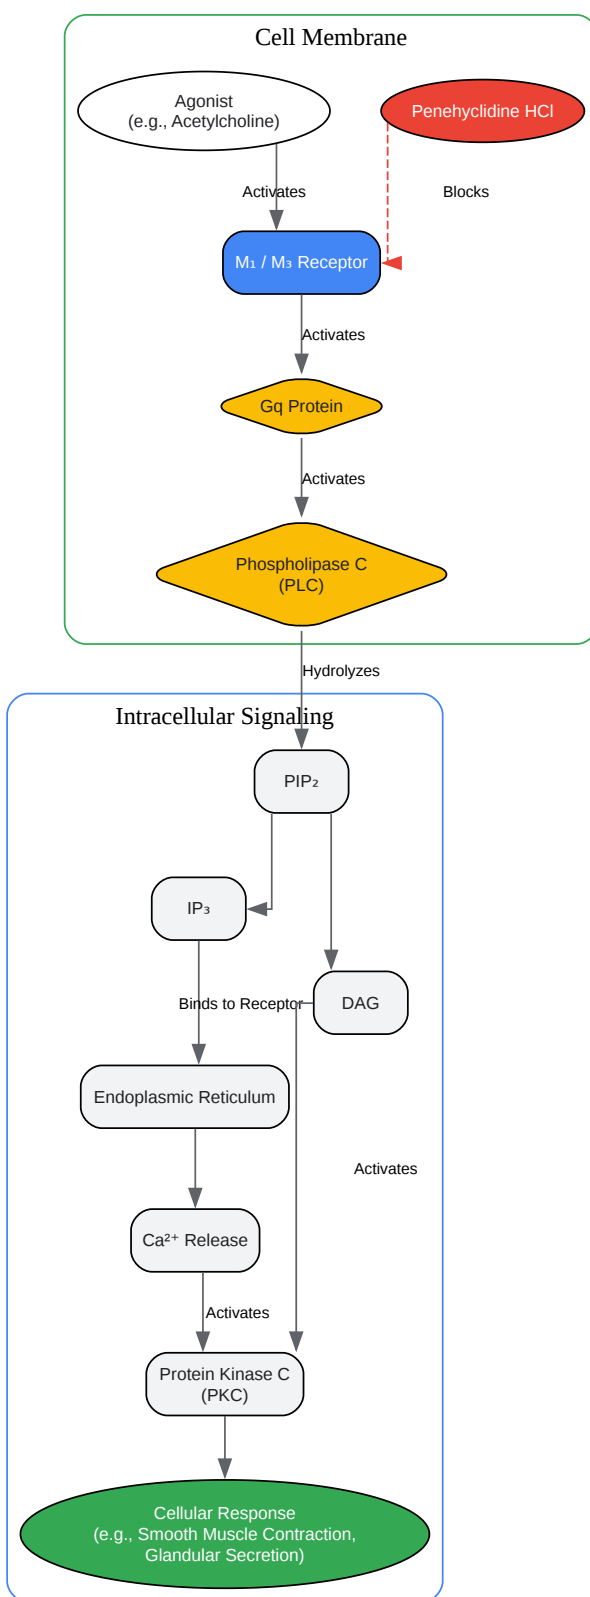 Cell Membrane
Agonist
(e.g., Acetylcholine)
Penehyclidine HCl
Activates
Blocks
M₁ / M₃ Receptor
Activates
Gq Protein
Activates
Phospholipase C
(PLC)
Hydrolyzes
Intracellular Signaling
PIP₂
IP₃
DAG
Binds to Receptor
Endoplasmic Reticulum
Activates
Ca²⁺ Release
Activates
Protein Kinase C
(PKC)
Cellular Response
(e.g., Smooth Muscle Contraction,
Glandular Secretion)